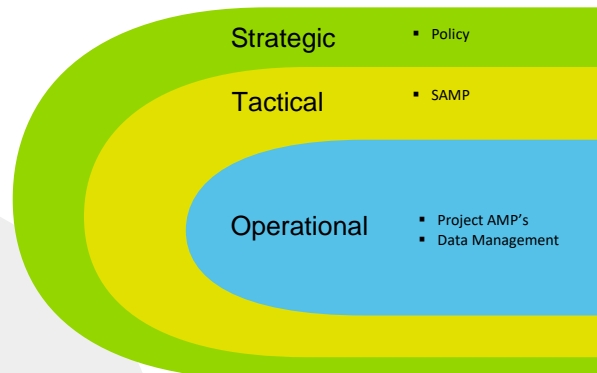 Strategic
▪ Policy
Tactical
▪ SAMP
Operational
▪ Project AMP's
▪ Data Management